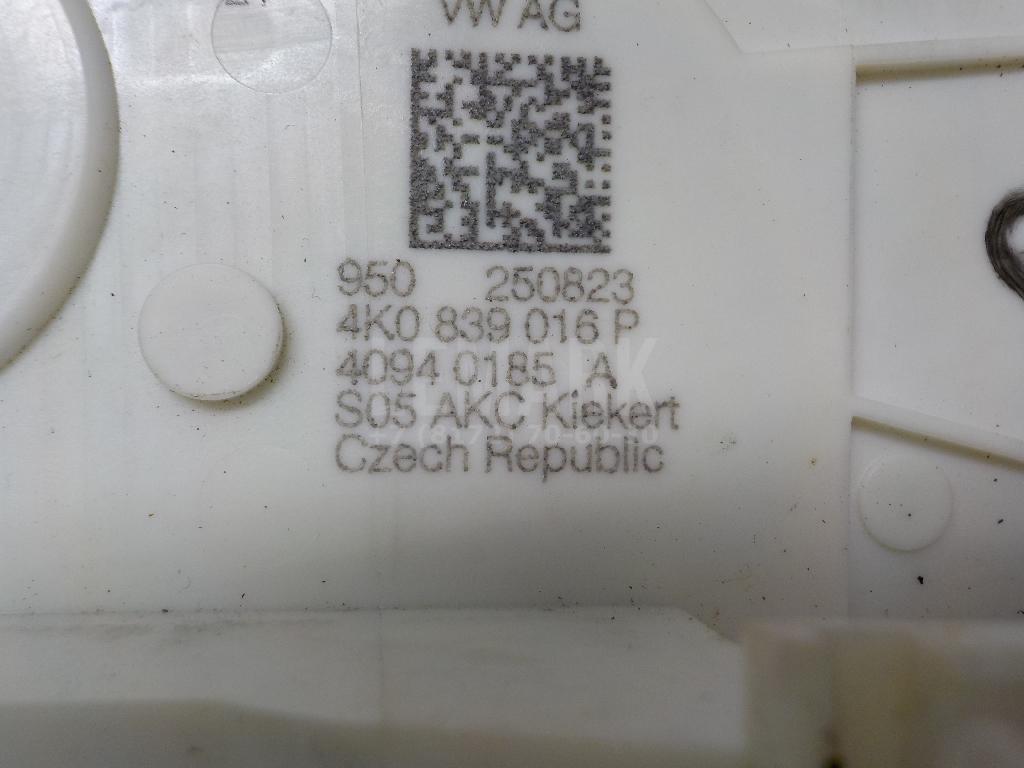 VW AG
950 250823
4K0 839 016 P
4094 0185 A
S05 AKC Kiekert
Czech Republic